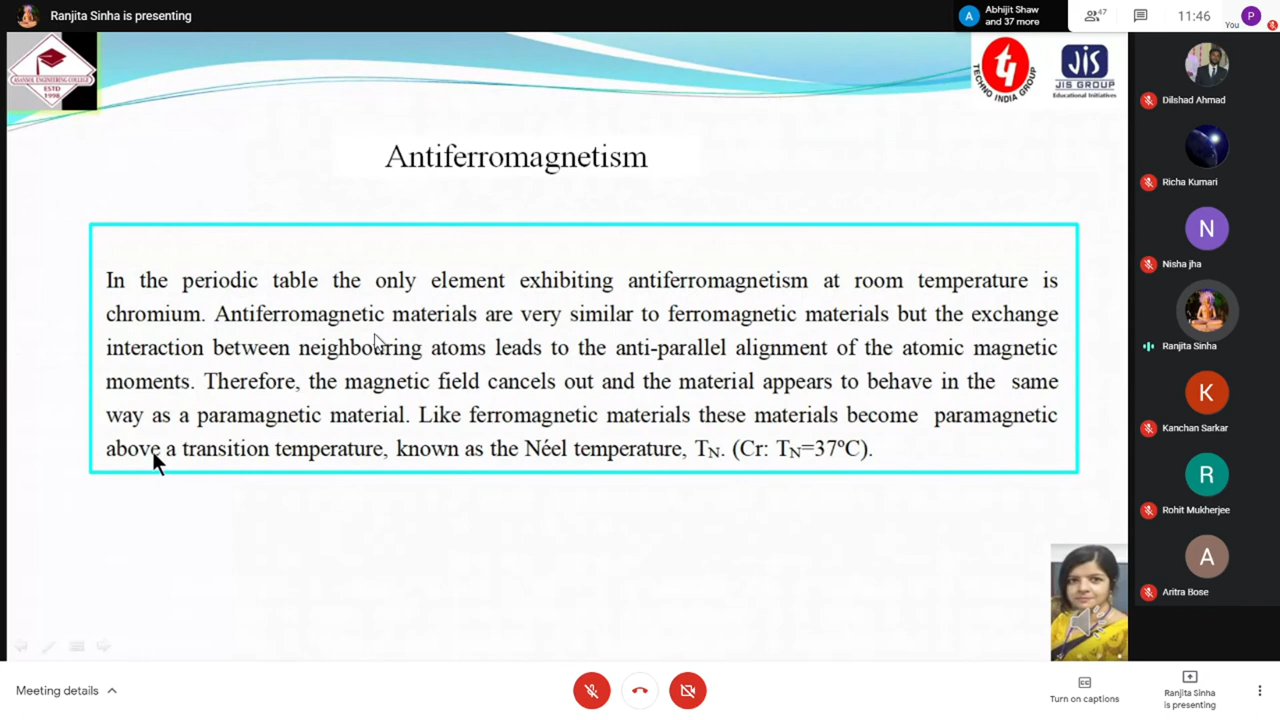 Ranjita Sinha is presenting
A
Abhijit Shaw
and 37 more
47
11:46
P
You
ASANSOL ENGINEERING COLLEGE
ESTD
1998
TECHNO INDIA GROUP
JIS
JIS GROUP
Educational Initiatives
Antiferromagnetism
In the periodic table the only element exhibiting antiferromagnetism at room temperature is
chromium. Antiferromagnetic materials are very similar to ferromagnetic materials but the exchange
interaction between neighbouring atoms leads to the anti-parallel alignment of the atomic magnetic
moments. Therefore, the magnetic field cancels out and the material appears to behave in the same
way as a paramagnetic material. Like ferromagnetic materials these materials become paramagnetic
above a transition temperature, known as the Néel temperature, TN. (Cr: TN=37ºC).
Dilshad Ahmad
Richa Kumari
N
Nisha jha
Ranjita Sinha
K
Kanchan Sarkar
R
Rohit Mukherjee
A
Aritra Bose
Meeting details
Turn on captions
Ranjita Sinha
is presenting